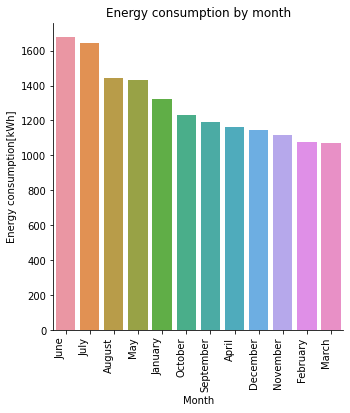 Energy consumption by month
Energy consumption[kWh]
1600
1400
1200
1000
800
600
400
200
0
June
July
August
May
January
October
September
April
December
November
February
March
Month